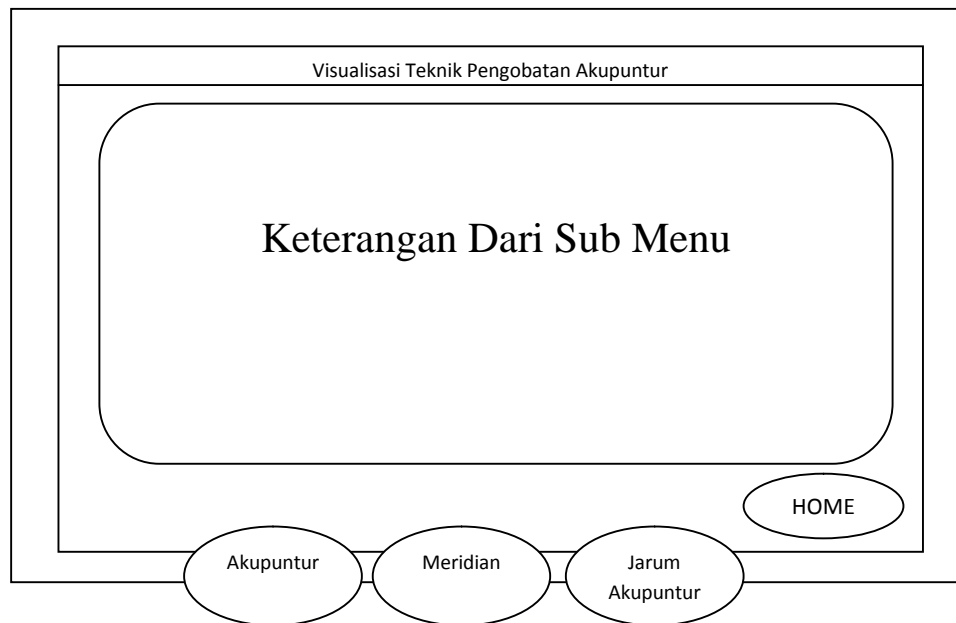 Visualisasi Teknik Pengobatan Akupuntur
Keterangan Dari Sub Menu
HOME
Akupuntur
Meridian
Jarum
Akupuntur